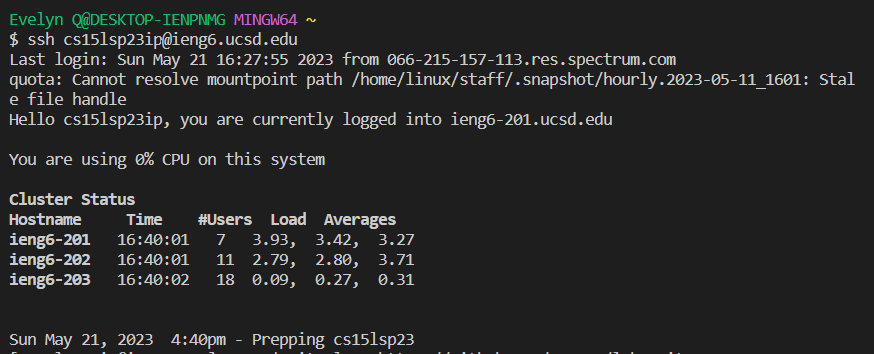 Evelyn Q@DESKTOP-IENPNMG MINGW64 ~
$ ssh cs15lsp23ip@ieng6.ucsd.edu
Last login: Sun May 21 16:27:55 2023 from 066-215-157-113.res.spectrum.com
quota: Cannot resolve mountpoint path /home/linux/staff/.snapshot/hourly.2023-05-11_1601: Stal
e file handle
Hello cs15lsp23ip, you are currently logged into ieng6-201.ucsd.edu
You are using 0% CPU on this system
Cluster Status
Hostname Time #Users Load Averages
ieng6-201 16:40:01 7 3.93, 3.42, 3.27
ieng6-202 16:40:01 11 2.79, 2.80, 3.71
ieng6-203 16:40:02 18 0.09, 0.27, 0.31
Sun May 21, 2023 4:40pm - Prepping cs15lsp23